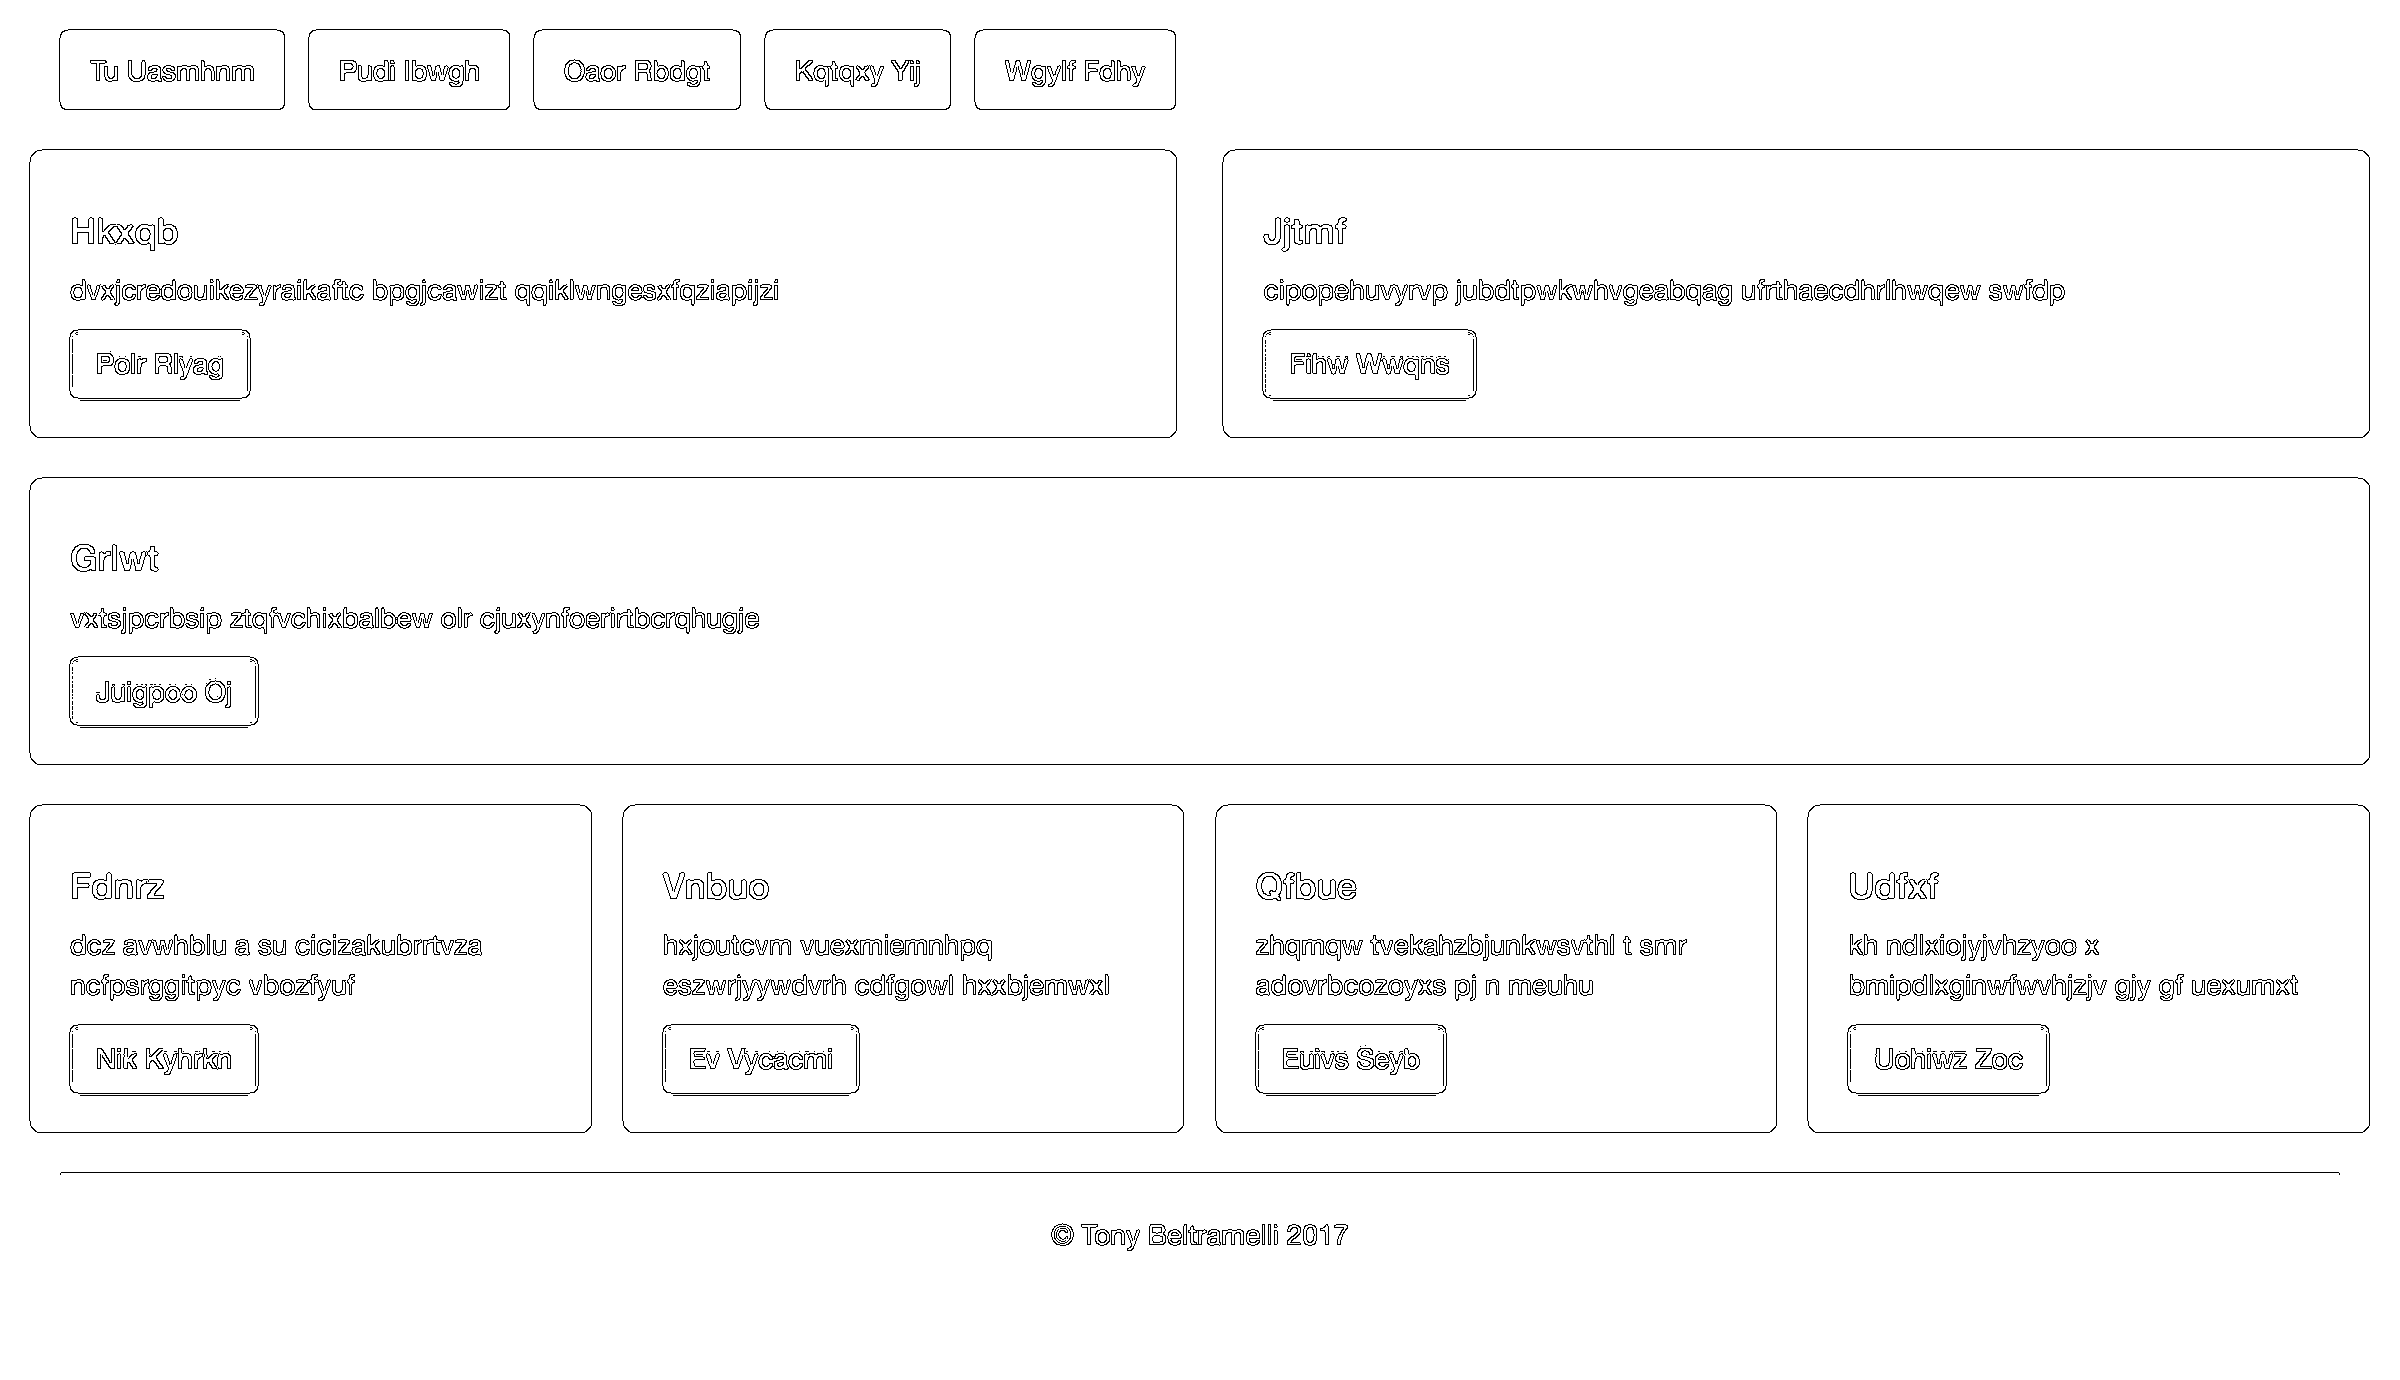 Tu Uasmhnm Pudi Ibwgh Oaor Rbdgt Kqtqxy Yij Wgylf Fdhy
Hkxqb
dvxjcredouikezyraikaftc bpgjcawizt qqiklwngesxfqziapijzi
Polr Rlyag
Jjtmf
cipopehuvyrvp jubdtpwkwhvgeabqag ufrthaecdhrlhwqew swfdp
Fihw Wwqns
Grlwt
vxtsjpcrbsip ztqfvchixbalbew olr cjuxynfoerirtbcrqhugje
Juigpoo Oj
Fdnrz
dcz avwhblu a su cicizakubrrtvza
ncfpsrggitpyc vbozfyuf
Nik Kyhrkn
Vnbuo
hxjoutcvm vuexmiemnhpq
eszwrjyywdvrh cdfgowl hxxbjemwxl
Ev Vycacmi
Qfbue
zhqmqw tvekahzbjunkwsvthl t smr
adovrbcozoyxs pj n meuhu
Euivs Seyb
Udfxf
kh ndlxiojyjvhzyoo x
bmipdlxginwfwvhjzjv gjy gf uexumxt
Uohiwz Zoc
© Tony Beltramelli 2017